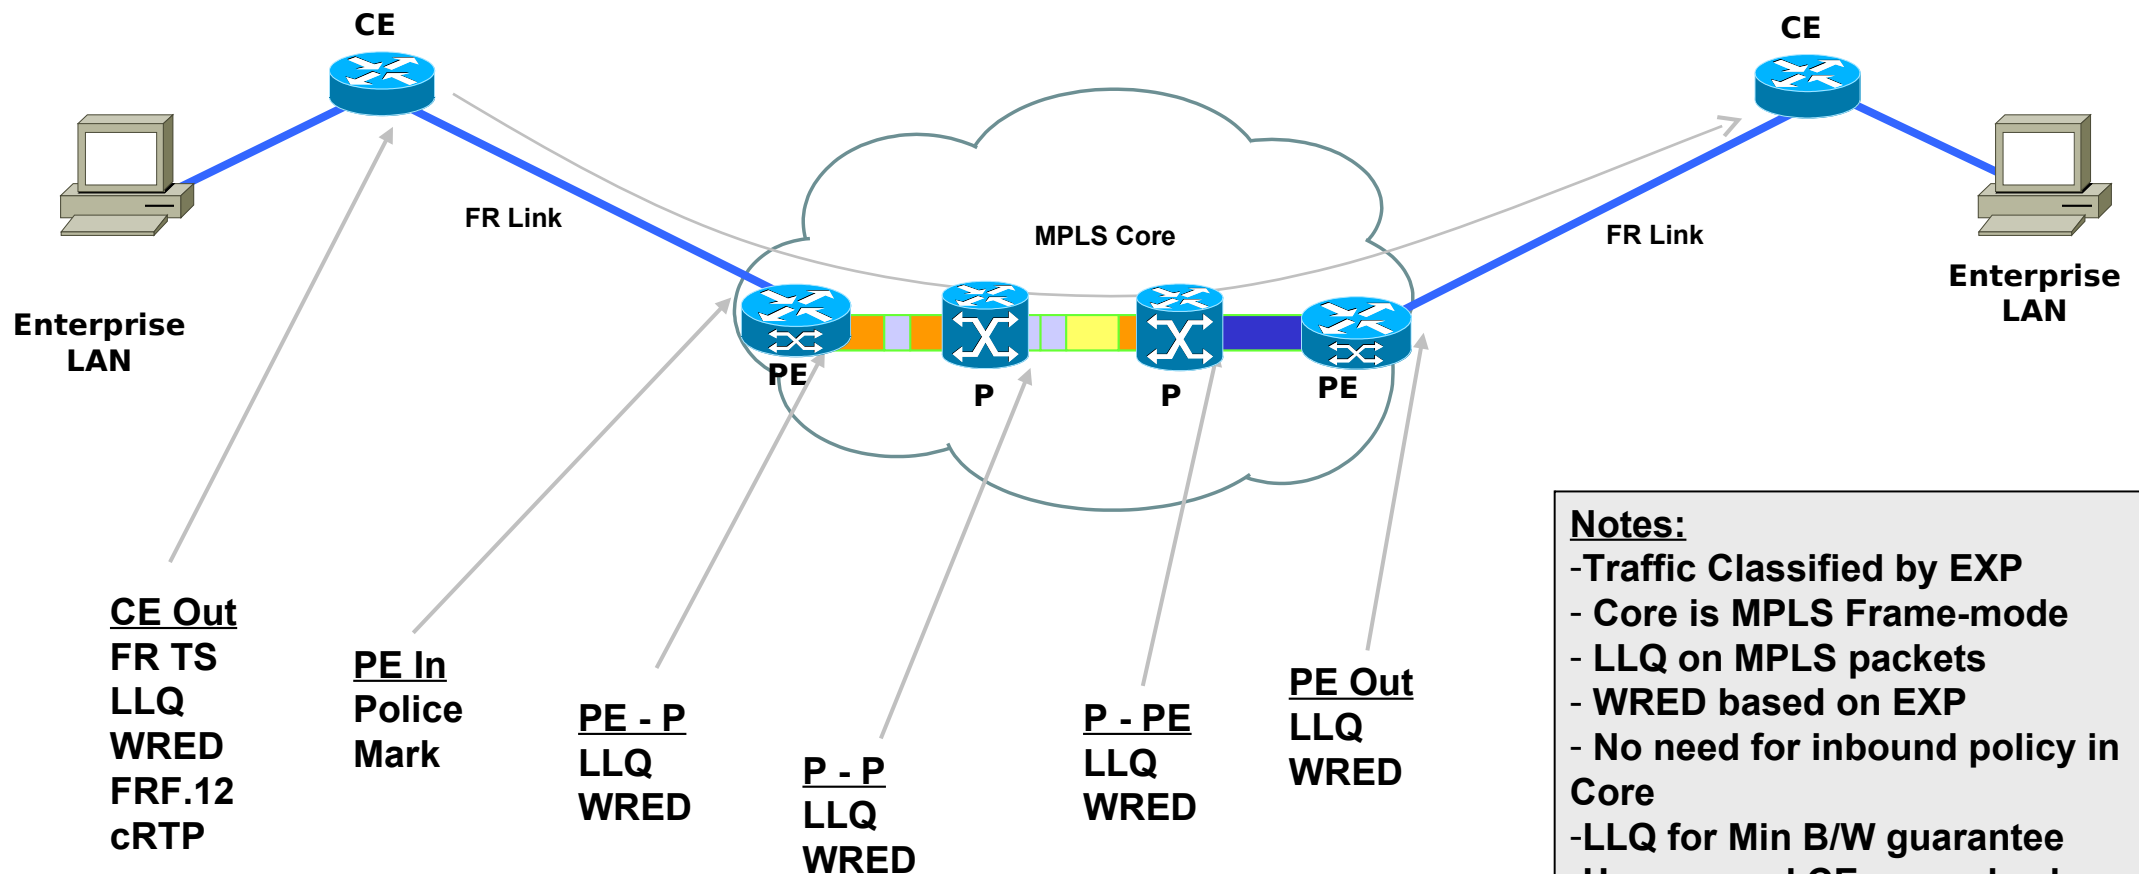 CE
CE
FR Link
MPLS Core
FR Link
Enterprise
LAN
Enterprise
LAN
PE
P
P
PE
CE Out
FR TS
LLQ
WRED
FRF.12
cRTP
PE In
Police
Mark
PE - P
LLQ
WRED
P - P
LLQ
WRED
P - PE
LLQ
WRED
PE Out
LLQ
WRED
Notes:
-Traffic Classified by EXP
- Core is MPLS Frame-mode
- LLQ on MPLS packets
- WRED based on EXP
- No need for inbound policy in
Core
-LLQ for Min B/W guarantee